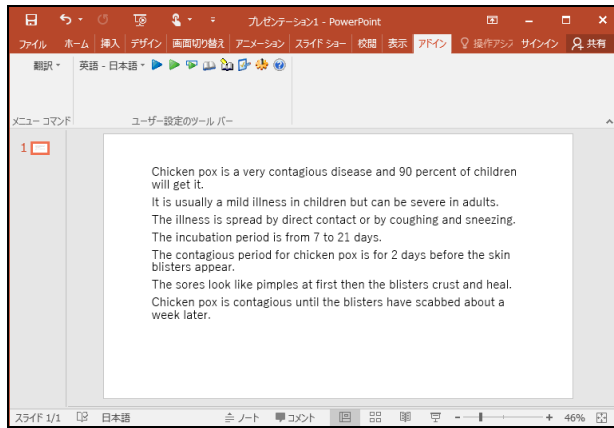 プレゼンテーション1 - PowerPoint
ファイル ホーム 挿入 デザイン 画面切り替え アニメーション スライド ショー 校閲 表示 アドイン 操作アシス サインイン 共有
翻訳 英語 - 日本語
メニュー コマンド ユーザー設定のツール バー
1
Chicken pox is a very contagious disease and 90 percent of children
will get it.
It is usually a mild illness in children but can be severe in adults.
The illness is spread by direct contact or by coughing and sneezing.
The incubation period is from 7 to 21 days.
The contagious period for chicken pox is for 2 days before the skin
blisters appear.
The sores look like pimples at first then the blisters crust and heal.
Chicken pox is contagious until the blisters have scabbed about a
week later.
スライド 1/1 日本語 ノート コメント 46%